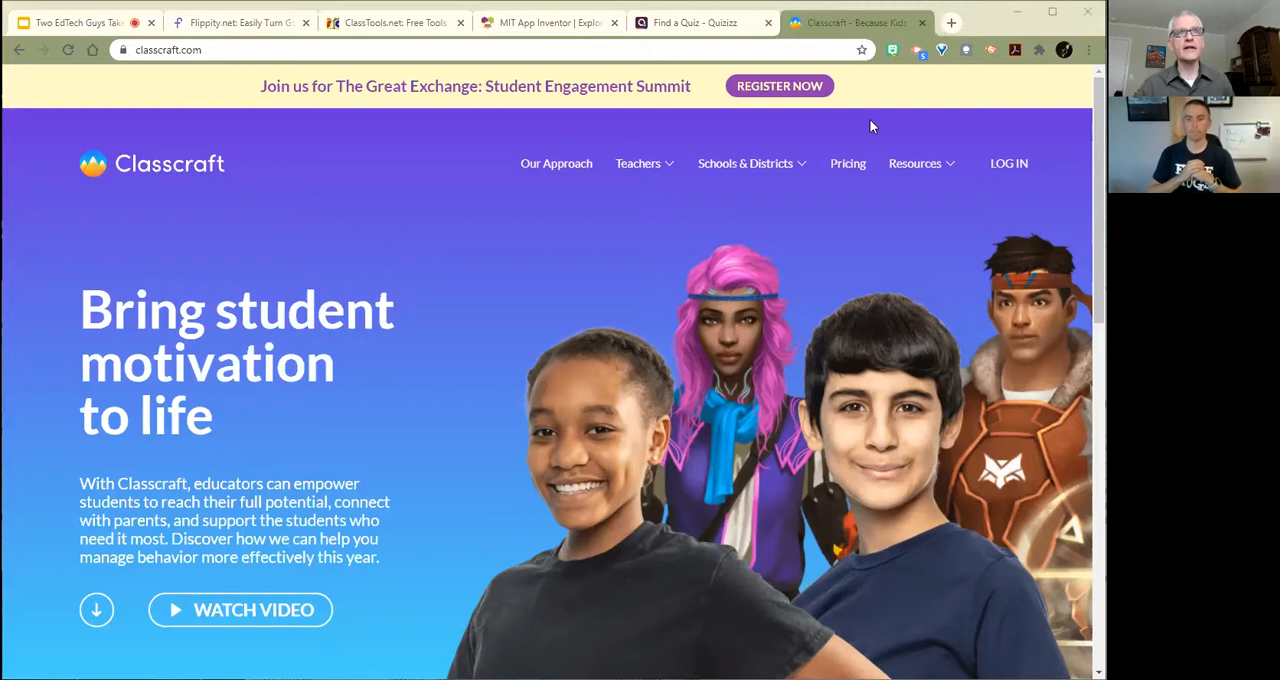 Two EdTech Guys Take
Flippity.net: Easily Turn G
ClassTools.net: Free Tools
MIT App Inventor | Explo
Find a Quiz - Quizizz
Classcraft - Because Kids
classcraft.com
5
Join us for The Great Exchange: Student Engagement Summit
REGISTER NOW
Classcraft
Our Approach
Teachers
Schools & Districts
Pricing
Resources
LOG IN
Bring student
motivation
to life
With Classcraft, educators can empower
students to reach their full potential, connect
with parents, and support the students who
need it most. Discover how we can help you
manage behavior more effectively this year.
WATCH VIDEO